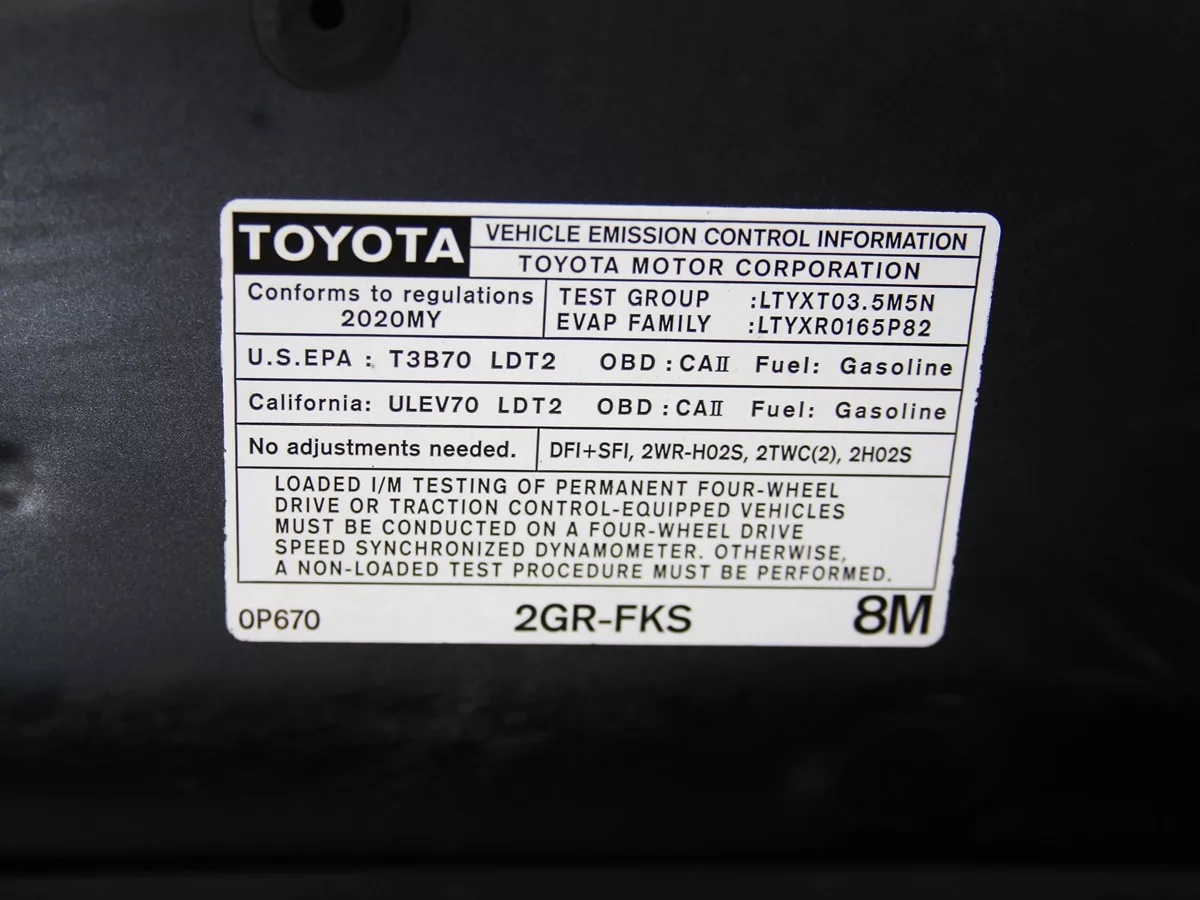 TOYOTA
VEHICLE EMISSION CONTROL INFORMATION
TOYOTA MOTOR CORPORATION
Conforms to regulations
2020MY
TEST GROUP :LTYXT03.5M5N
EVAP FAMILY :LTYXR0165P82
U.S.EPA : T3B70 LDT2 OBD : CAⅡ Fuel: Gasoline
California: ULEV70 LDT2 OBD : CAⅡ Fuel: Gasoline
No adjustments needed.
DFI+SFI, 2WR-HO2S, 2TWC(2), 2HO2S
LOADED I/M TESTING OF PERMANENT FOUR-WHEEL
DRIVE OR TRACTION CONTROL-EQUIPPED VEHICLES
MUST BE CONDUCTED ON A FOUR-WHEEL DRIVE
SPEED SYNCHRONIZED DYNAMOMETER. OTHERWISE,
A NON-LOADED TEST PROCEDURE MUST BE PERFORMED.
0P670 2GR-FKS 8M